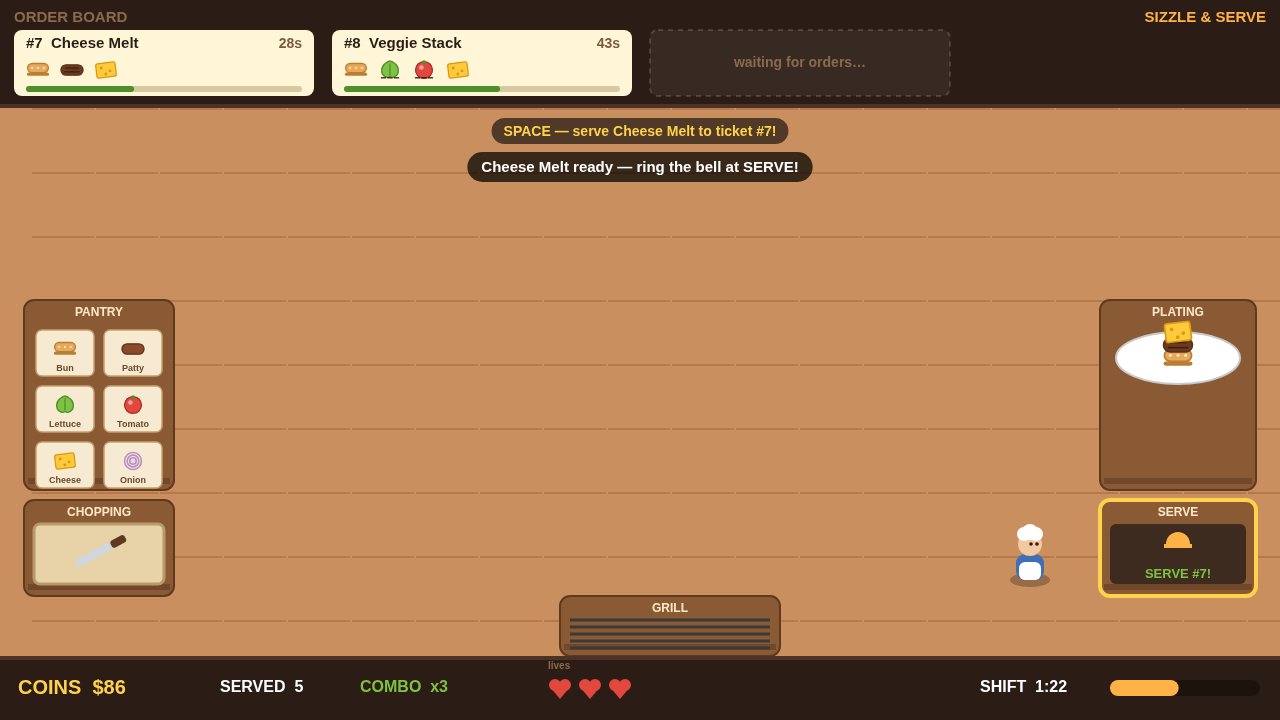 ORDER BOARD
SIZZLE & SERVE
#7 Cheese Melt 28s
#8 Veggie Stack 43s
waiting for orders…
SPACE — serve Cheese Melt to ticket #7!
Cheese Melt ready — ring the bell at SERVE!
PANTRY
Bun
Patty
Lettuce
Tomato
Cheese
Onion
PLATING
CHOPPING
SERVE
SERVE #7!
GRILL
lives
COINS $86
SERVED 5
COMBO x3
SHIFT 1:22